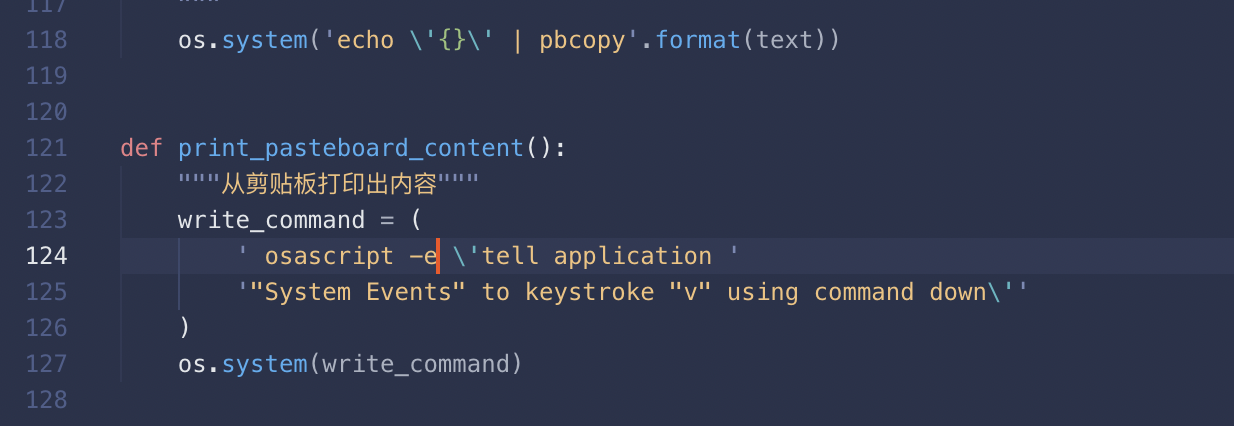 117    """
118    os.system('echo \'{}\' | pbcopy'.format(text))
119
120
121 def print_pasteboard_content():
122    """从剪贴板打印出内容"""
123    write_command = (
124        ' osascript -e \'tell application '
125        '"System Events" to keystroke "v" using command down\''
126    )
127    os.system(write_command)
128